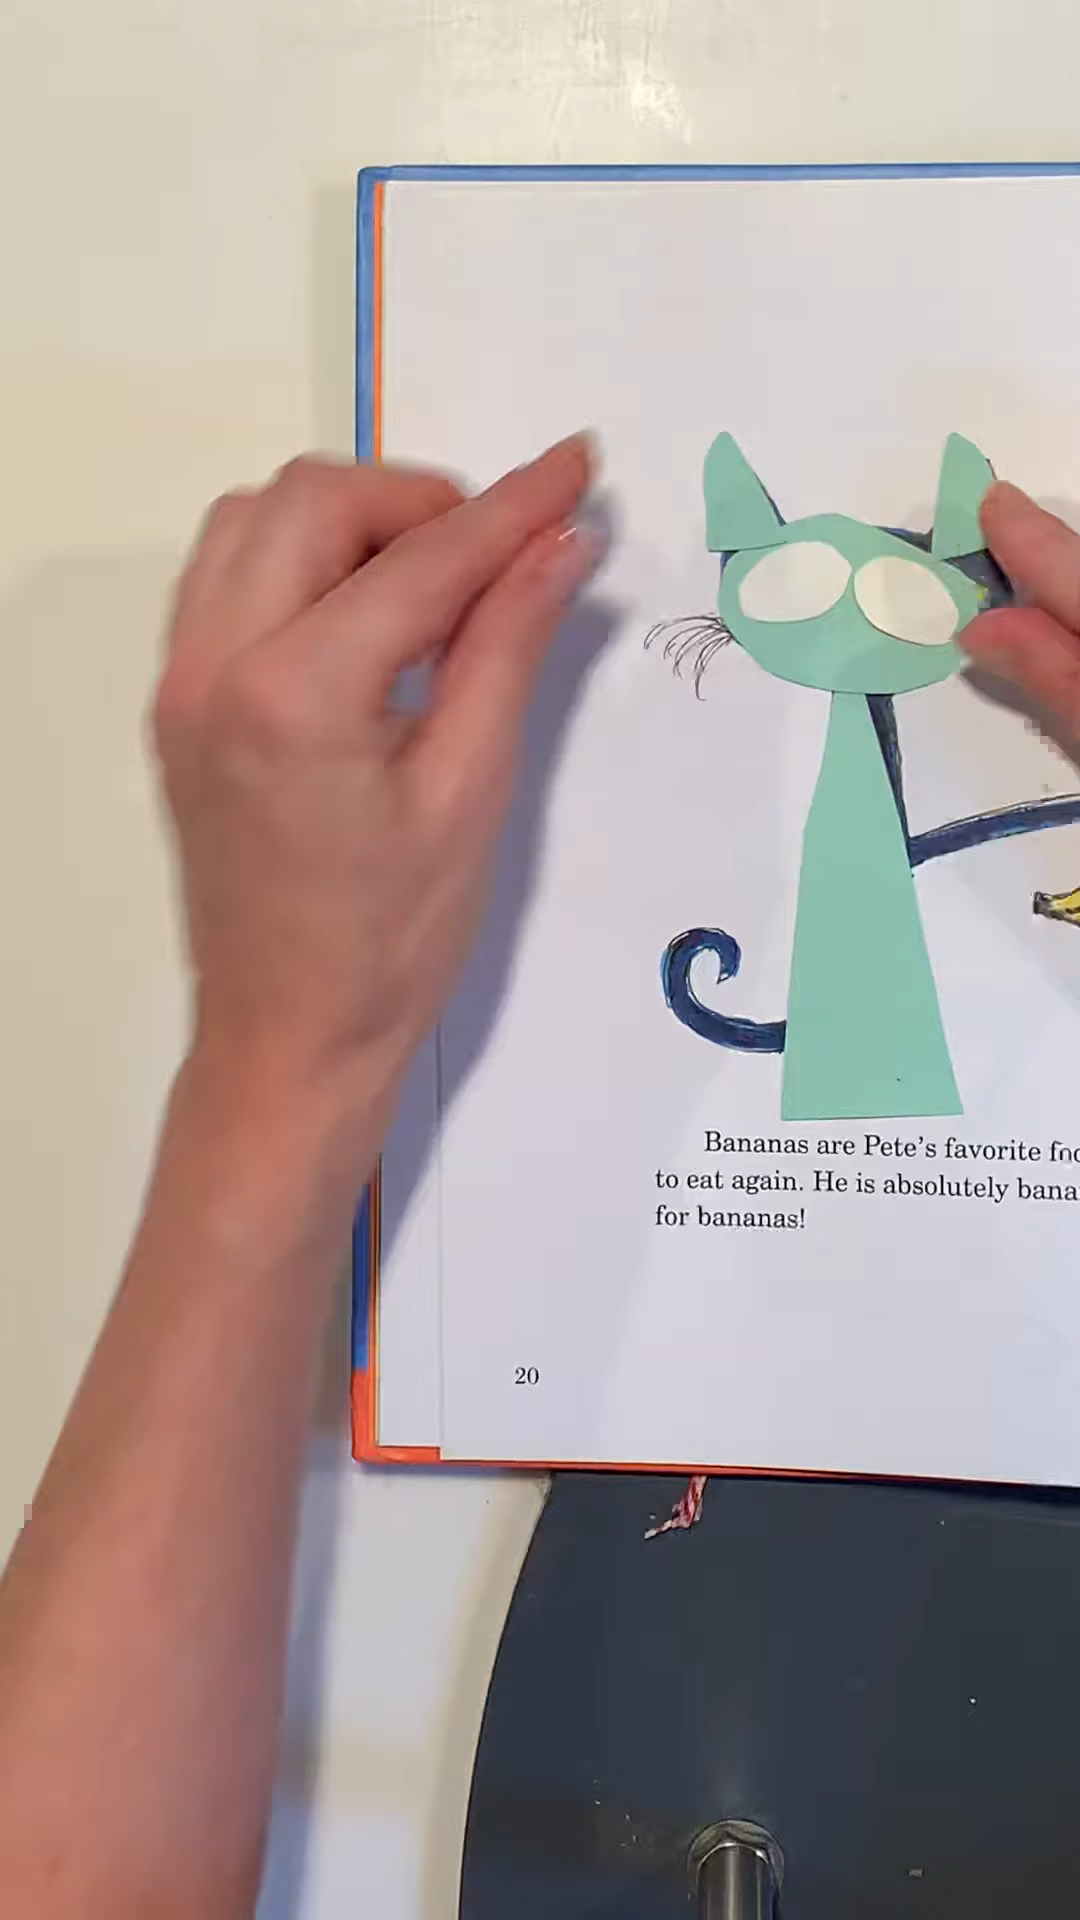 Bananas are Pete's favorite
to eat again. He is absolutely
for bananas!
20